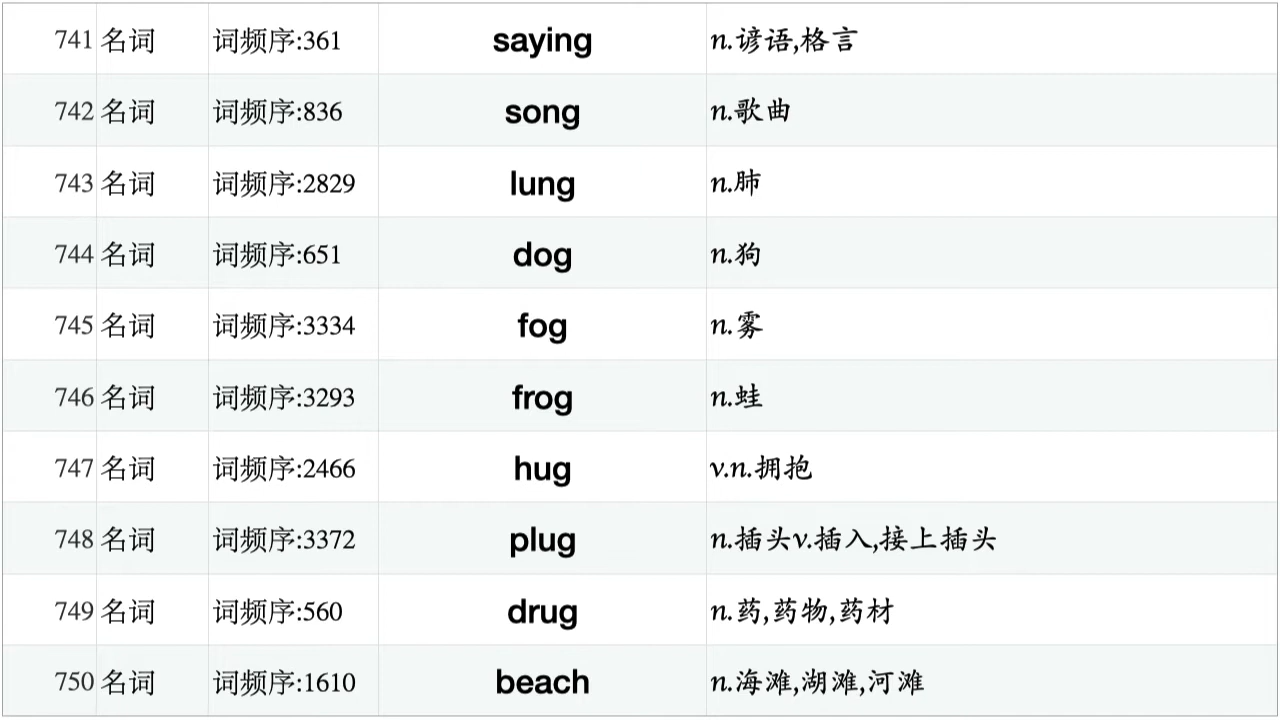 741 名词 词频序:361 saying n.谚语,格言
742 名词 词频序:836 song n.歌曲
743 名词 词频序:2829 lung n.肺
744 名词 词频序:651 dog n.狗
745 名词 词频序:3334 fog n.雾
746 名词 词频序:3293 frog n.蛙
747 名词 词频序:2466 hug v.n.拥抱
748 名词 词频序:3372 plug n.插头v.插入,接上插头
749 名词 词频序:560 drug n.药,药物,药材
750 名词 词频序:1610 beach n.海滩,湖滩,河滩